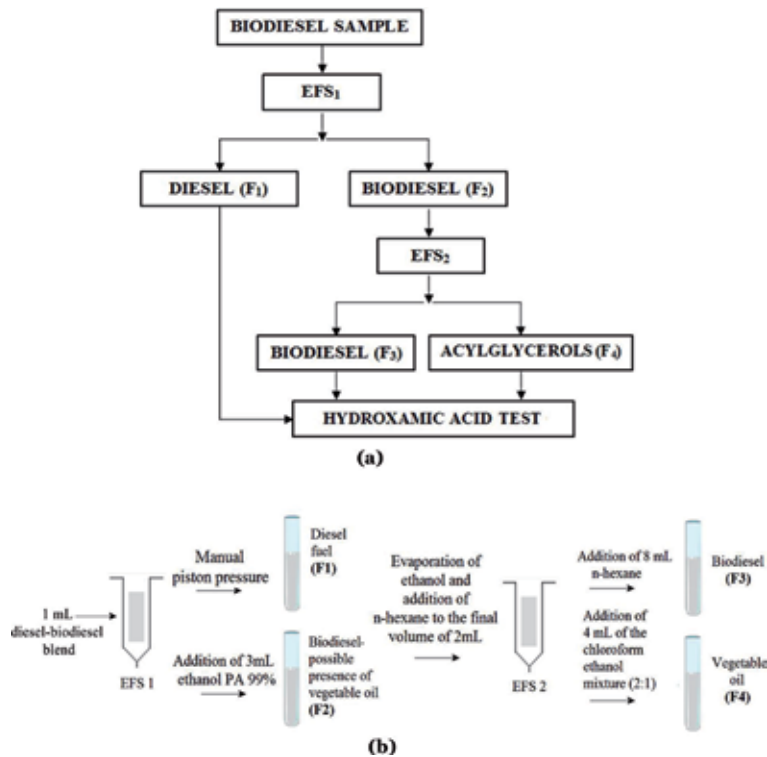 BIODIESEL SAMPLE
EFS₁
DIESEL (F₁)
BIODIESEL (F₂)
EFS₂
BIODIESEL (F₃)
ACYLGLYCEROLS (F₄)
HYDROXAMIC ACID TEST
(a)
1 mL
diesel-biodiesel
blend
EFS 1
Manual
piston pressure
Diesel
fuel
(F1)
Addition of 3mL
ethanol PA 99%
Biodiesel-
possible
presence of
vegetable oil
(F2)
Evaporation of
ethanol and
addition of
n-hexane to the final
volume of 2mL
EFS 2
Addition of 8 mL
n-hexane
Biodiesel
(F3)
Addition of
4 mL of the
chloroform
ethanol
mixture (2:1)
Vegetable
oil
(F4)
(b)